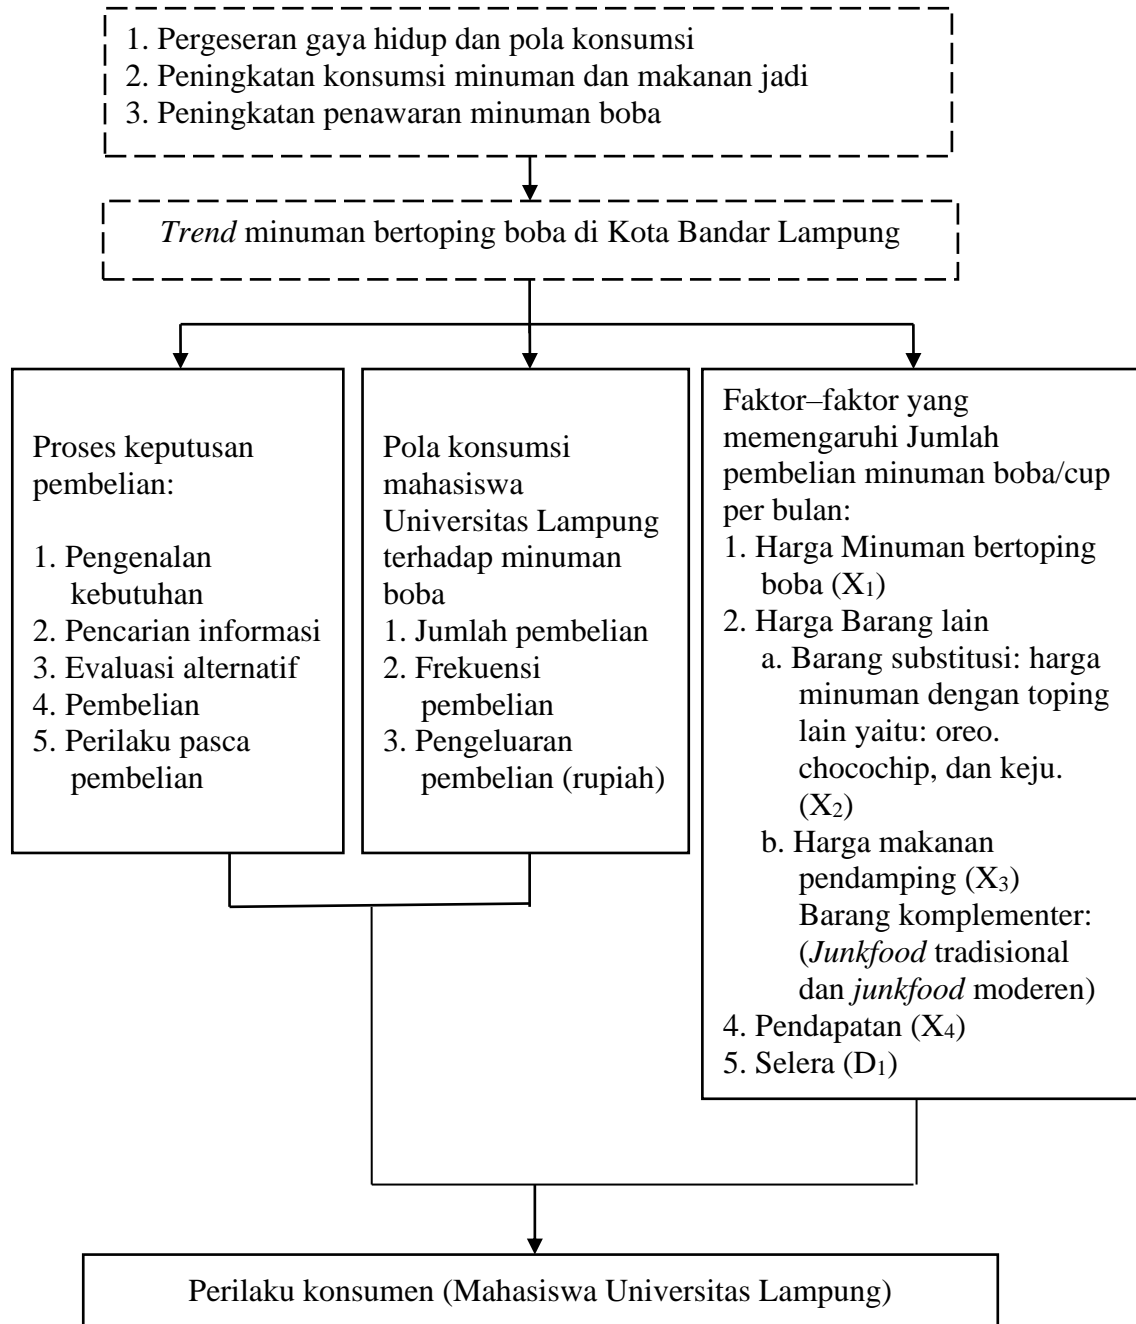 1. Pergeseran gaya hidup dan pola konsumsi
2. Peningkatan konsumsi minuman dan makanan jadi
3. Peningkatan penawaran minuman boba
Trend minuman bertoping boba di Kota Bandar Lampung
Proses keputusan
pembelian:
1. Pengenalan
kebutuhan
2. Pencarian informasi
3. Evaluasi alternatif
4. Pembelian
5. Perilaku pasca
pembelian
Pola konsumsi
mahasiswa
Universitas Lampung
terhadap minuman
boba
1. Jumlah pembelian
2. Frekuensi
pembelian
3. Pengeluaran
pembelian (rupiah)
Faktor–faktor yang
memengaruhi Jumlah
pembelian minuman boba/cup
per bulan:
1. Harga Minuman bertoping
boba (X₁)
2. Harga Barang lain
a. Barang substitusi: harga
minuman dengan toping
lain yaitu: oreo.
chocochip, dan keju.
(X₂)
b. Harga makanan
pendamping (X₃)
Barang komplementer:
(Junkfood tradisional
dan junkfood moderen)
4. Pendapatan (X₄)
5. Selera (D₁)
Perilaku konsumen (Mahasiswa Universitas Lampung)